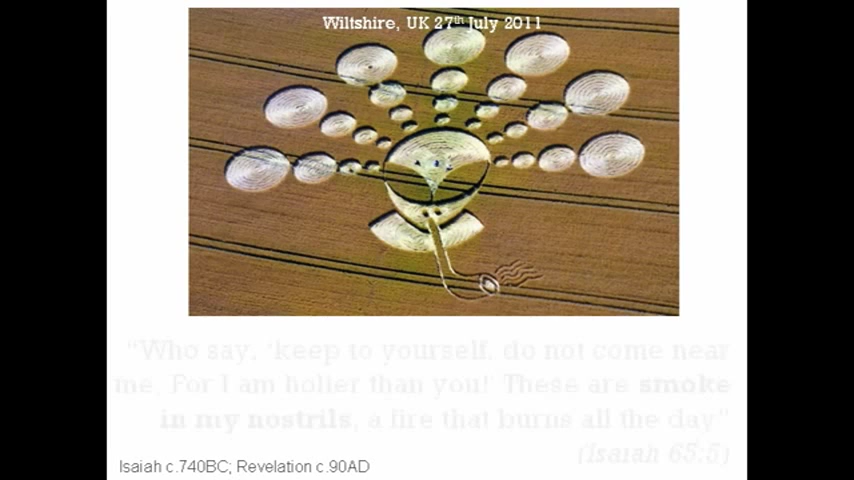 Wiltshire, UK 27th July 2011
"Who say, 'keep to yourself, do not come near
me, For I am holier than you!' These are smoke
in my nostrils, a fire that burns all the day"
(Isaiah 65:5)
Isaiah c.740BC; Revelation c.90AD